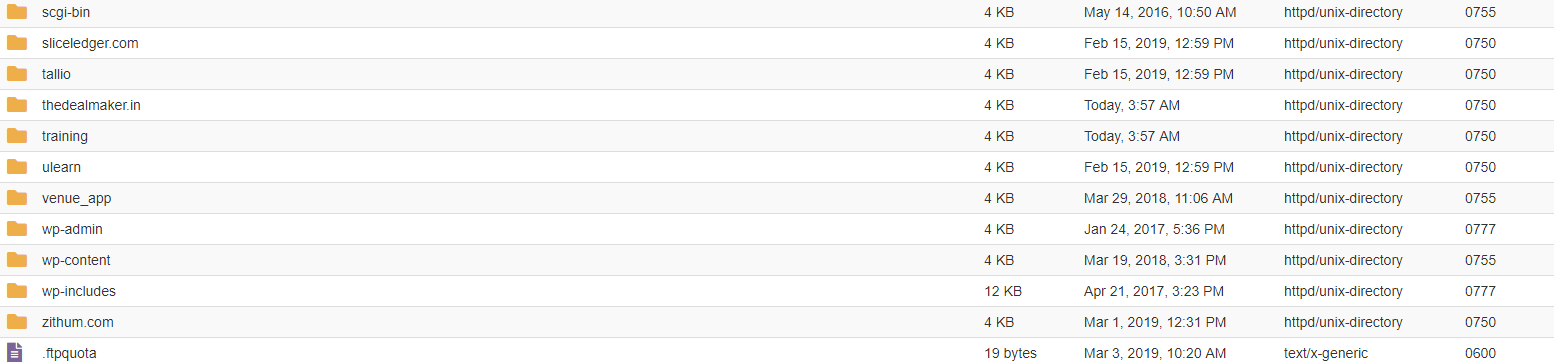 scgi-bin 4 KB May 14, 2016, 10:50 AM httpd/unix-directory 0755
sliceledger.com 4 KB Feb 15, 2019, 12:59 PM httpd/unix-directory 0750
tallio 4 KB Feb 15, 2019, 12:59 PM httpd/unix-directory 0750
thedealmaker.in 4 KB Today, 3:57 AM httpd/unix-directory 0750
training 4 KB Today, 3:57 AM httpd/unix-directory 0750
ulearn 4 KB Feb 15, 2019, 12:59 PM httpd/unix-directory 0750
venue_app 4 KB Mar 29, 2018, 11:06 AM httpd/unix-directory 0755
wp-admin 4 KB Jan 24, 2017, 5:36 PM httpd/unix-directory 0777
wp-content 4 KB Mar 19, 2018, 3:31 PM httpd/unix-directory 0755
wp-includes 12 KB Apr 21, 2017, 3:23 PM httpd/unix-directory 0777
zithum.com 4 KB Mar 1, 2019, 12:31 PM httpd/unix-directory 0750
.ftpquota 19 bytes Mar 3, 2019, 10:20 AM text/x-generic 0600